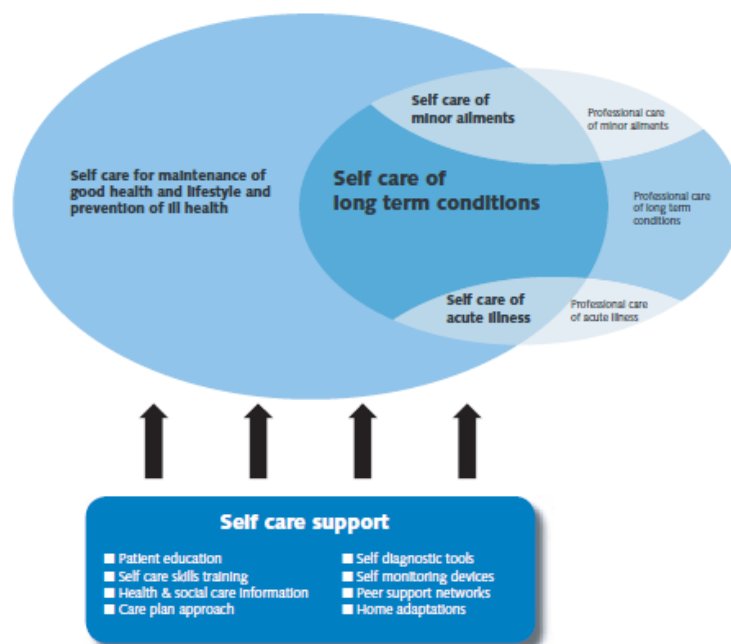 Self care of
minor ailments
Professional care
of minor ailments
Self care for maintenance of
good health and lifestyle and
prevention of ill health
Self care of
long term conditions
Professional care
of long term
conditions
Self care of
acute illness
Professional care
of acute illness
Self care support
Patient education
Self care skills training
Health & social care information
Care plan approach
Self diagnostic tools
Self monitoring devices
Peer support networks
Home adaptations